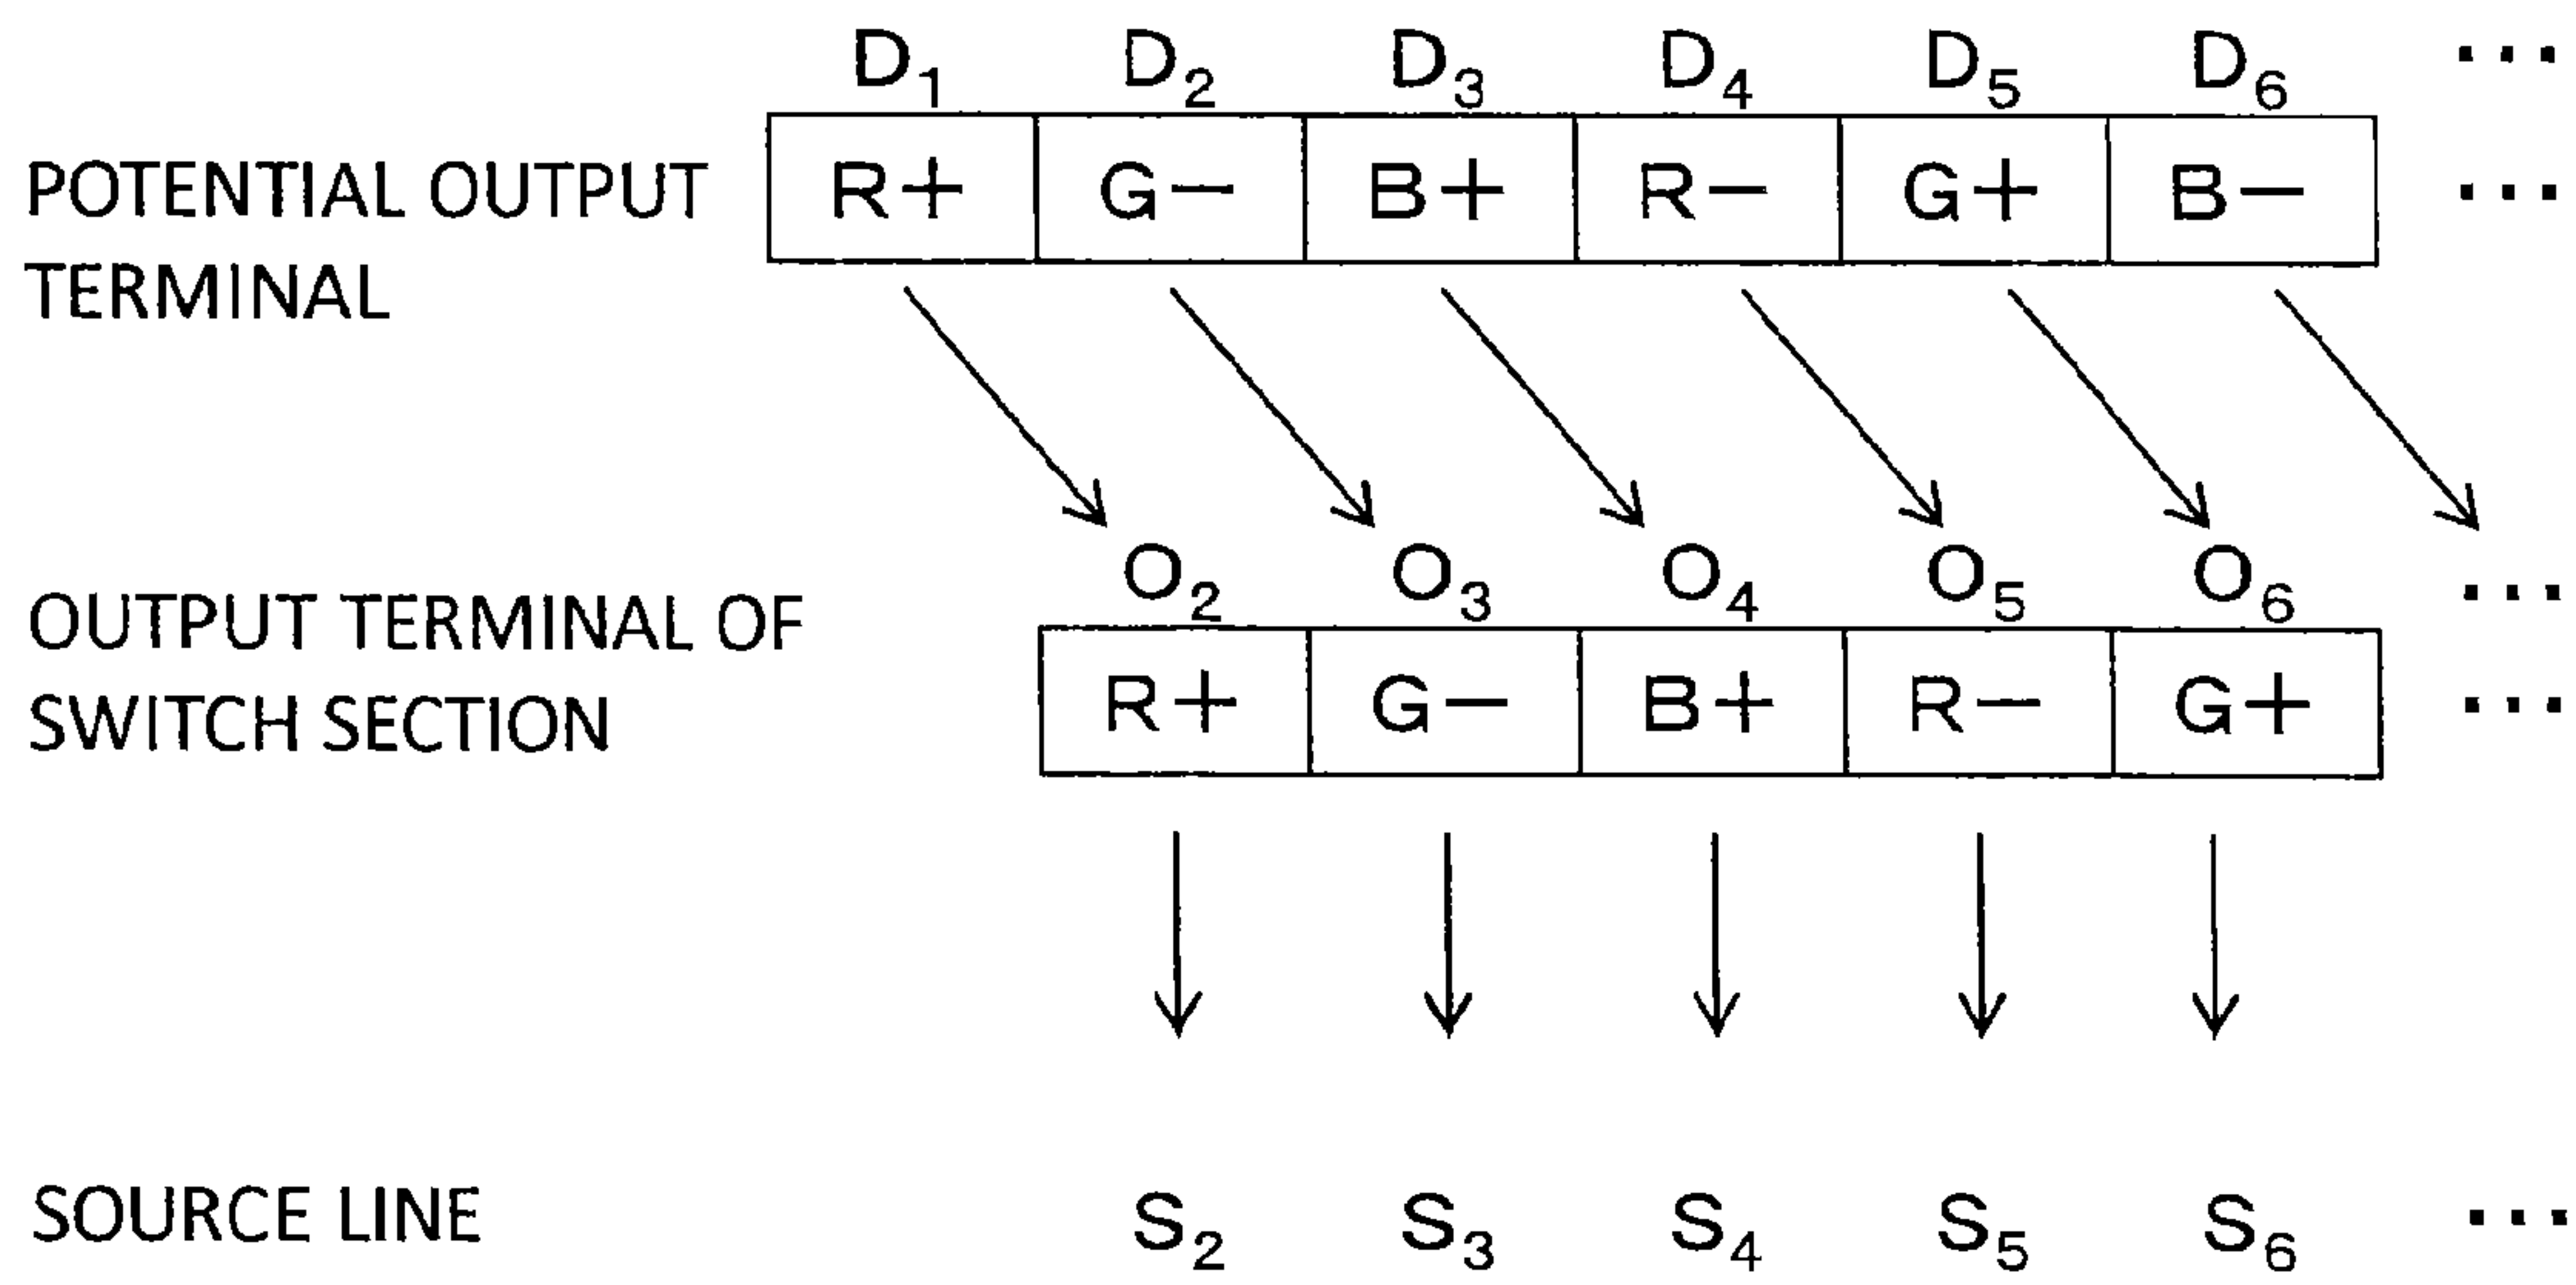 D1 D2 D3 D4 D5 D6 ...
POTENTIAL OUTPUT TERMINAL
R+ G− B+ R− G+ B− ...
O2 O3 O4 O5 O6 ...
OUTPUT TERMINAL OF SWITCH SECTION
R+ G− B+ R− G+ ...
SOURCE LINE
S2 S3 S4 S5 S6 ...